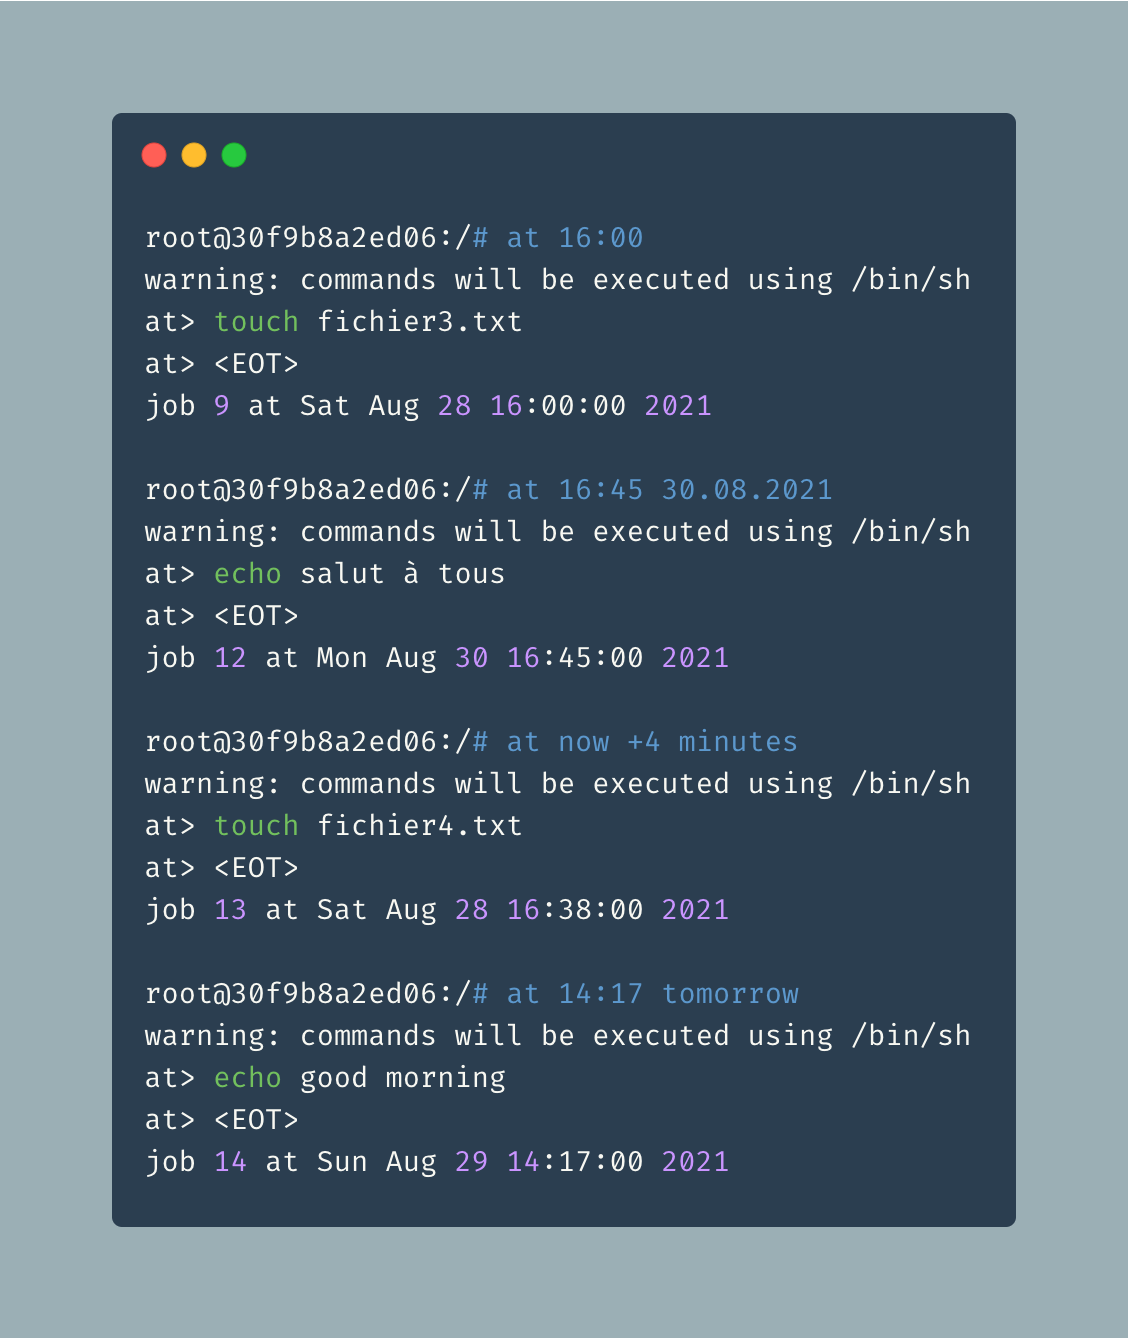 root@30f9b8a2ed06:/# at 16:00
warning: commands will be executed using /bin/sh
at> touch fichier3.txt
at> <EOT>
job 9 at Sat Aug 28 16:00:00 2021
root@30f9b8a2ed06:/# at 16:45 30.08.2021
warning: commands will be executed using /bin/sh
at> echo salut à tous
at> <EOT>
job 12 at Mon Aug 30 16:45:00 2021
root@30f9b8a2ed06:/# at now +4 minutes
warning: commands will be executed using /bin/sh
at> touch fichier4.txt
at> <EOT>
job 13 at Sat Aug 28 16:38:00 2021
root@30f9b8a2ed06:/# at 14:17 tomorrow
warning: commands will be executed using /bin/sh
at> echo good morning
at> <EOT>
job 14 at Sun Aug 29 14:17:00 2021